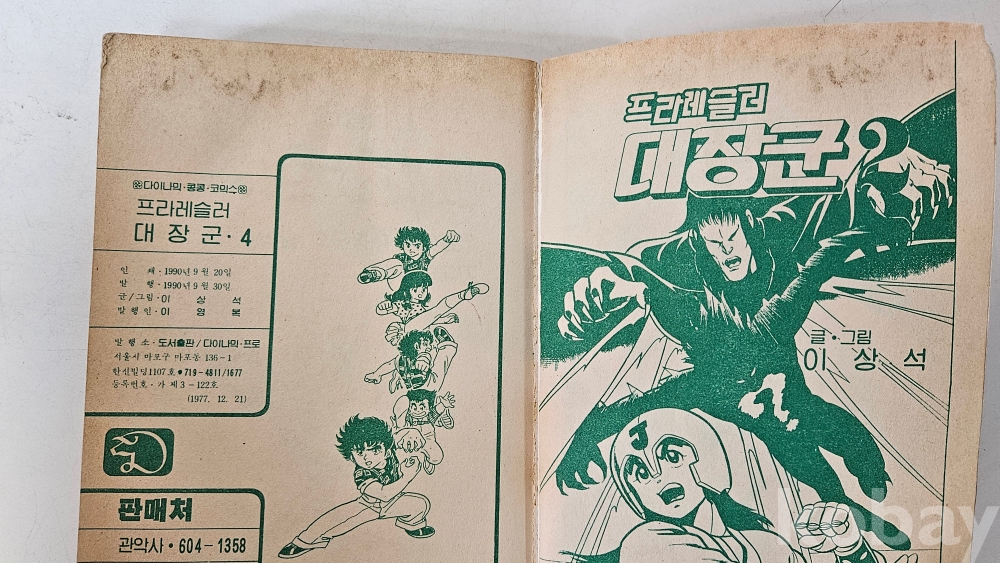 다이나믹·콩콩·코믹스
프라레슬러
대장군·4
인 쇄·1990년 9월 20일
발 행·1990년 9월 30일
글/그림·이 상 석
발행인·이 영 복
발행소·도서출판/다이나믹·프로
서울시 마포구 마포동 136-1
한신빌딩1107호●719-4811/1677
등록번호·가 제3-122호
(1977. 12. 21)
판매처
관악사·604-1358
프라레슬러
대장군
글·그림
이 상 석
J
kobay